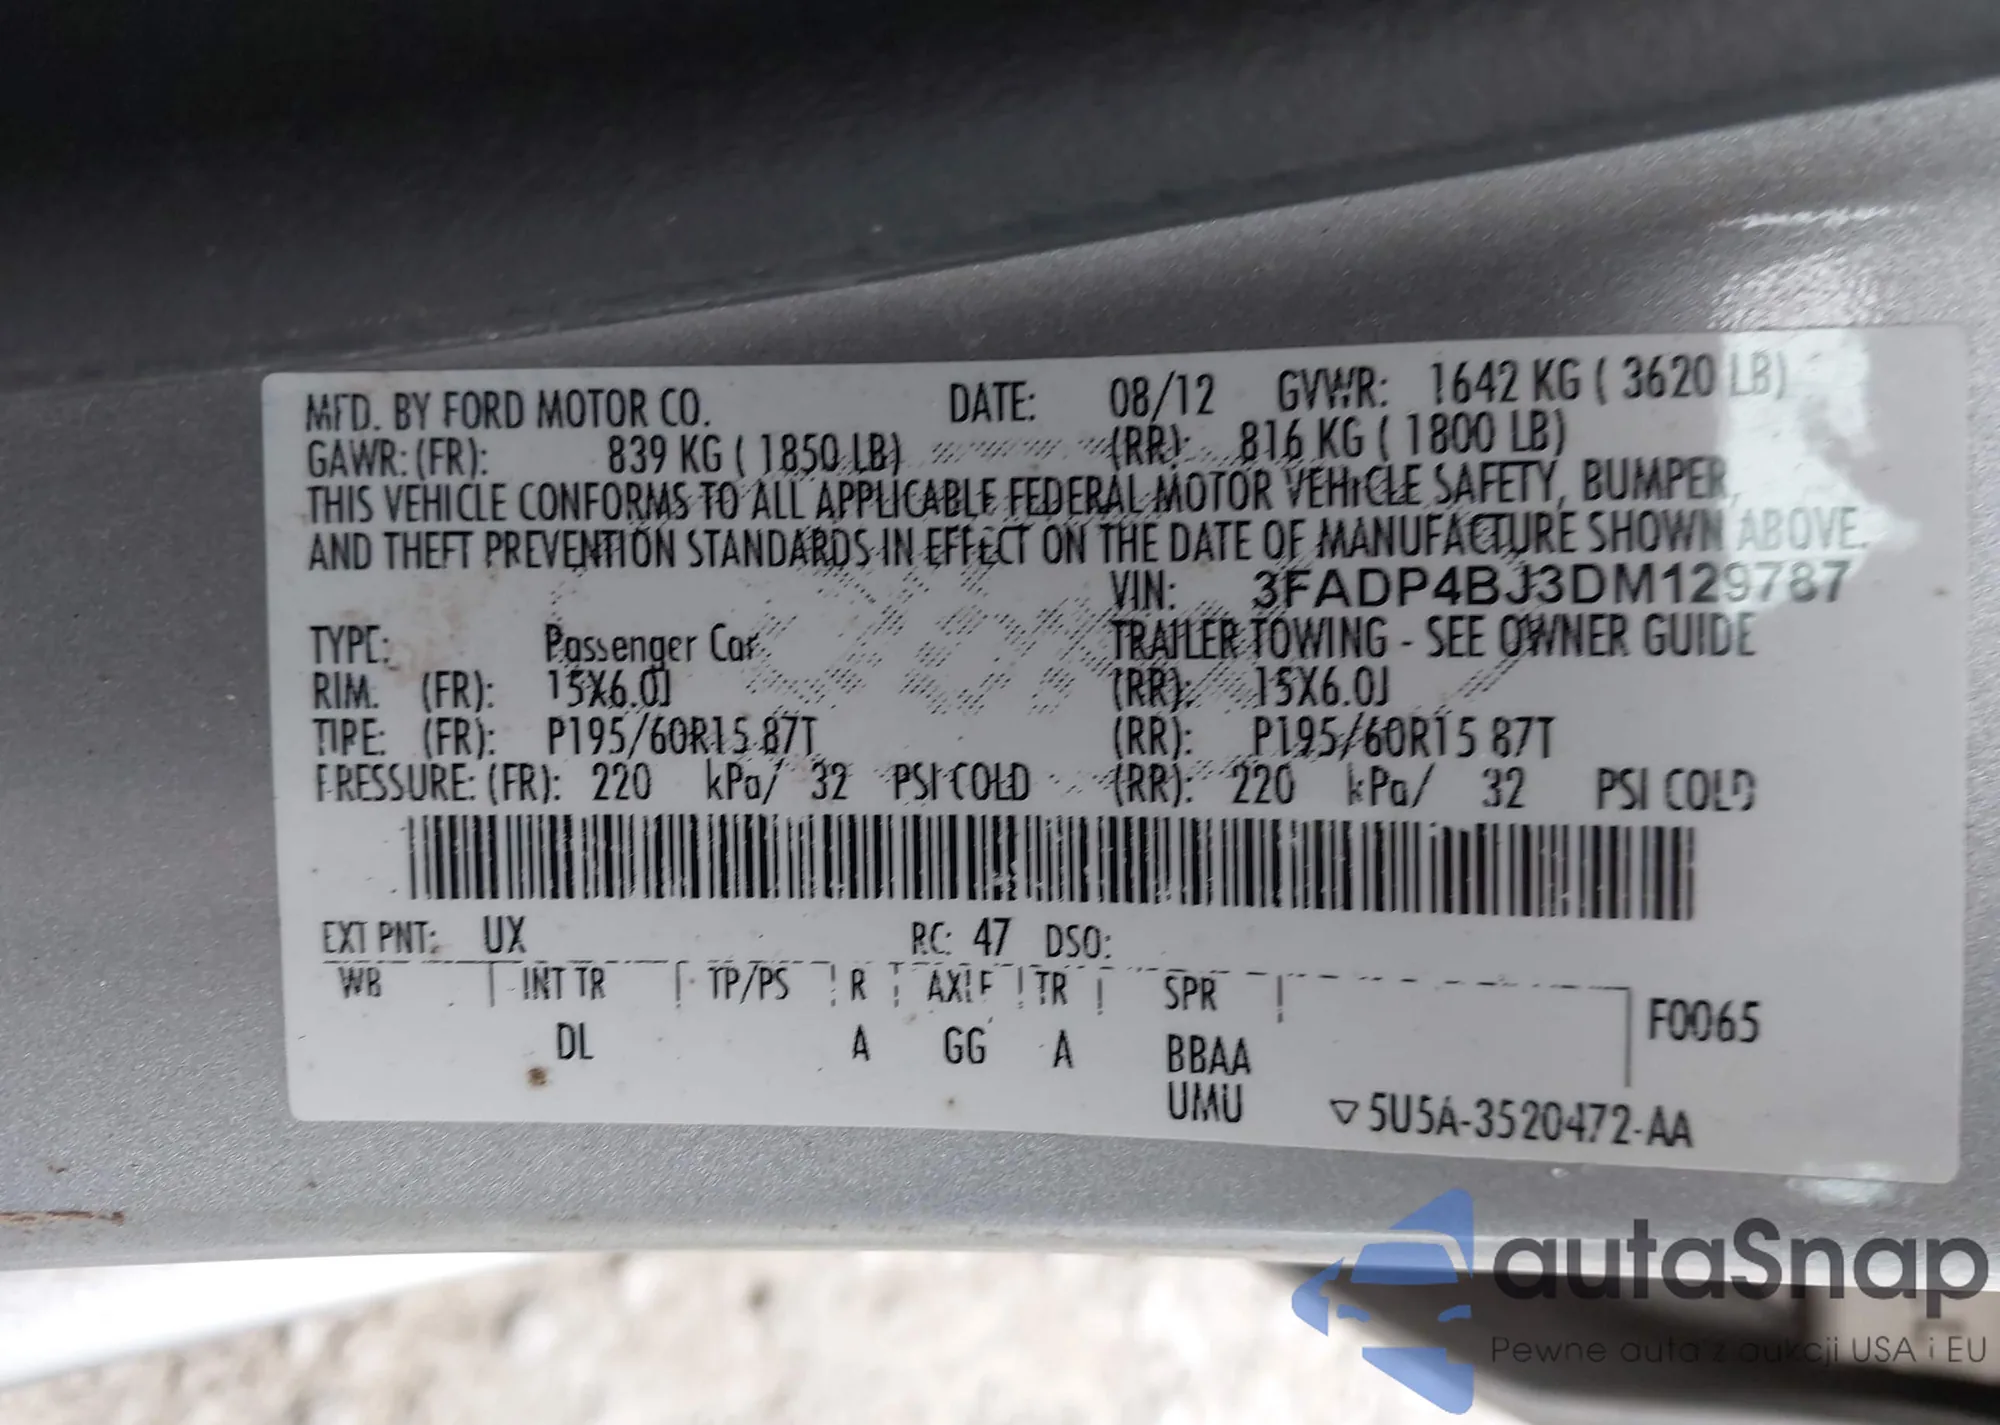 MFD. BY FORD MOTOR CO. DATE: 08/12 GVWR: 1642 KG ( 3620 LB)
GAWR: (FR): 839 KG ( 1850 LB) (RR): 816 KG ( 1800 LB)
THIS VEHICLE CONFORMS TO ALL APPLICABLE FEDERAL MOTOR VEHICLE SAFETY, BUMPER,
AND THEFT PREVENTION STANDARDS IN EFFECT ON THE DATE OF MANUFACTURE SHOWN ABOVE.
VIN: 3FADP4BJ3DM129787
TYPE: Passenger Car TRAILER TOWING - SEE OWNER GUIDE
RIM: (FR): 15X6.0J (RR): 15X6.0J
TIRE: (FR): P195/60R15 87T (RR): P195/60R15 87T
PRESSURE: (FR): 220 kPa/ 32 PSI COLD (RR): 220 kPa/ 32 PSI COLD
EXT PNT: UX RC: 47 DSO:
WB INT TR TP/PS R AXLE TR SPR
F0065
DL A GG A BBAA
UMU ▽5U5A-3520472-AA
autaSnap
Pewne auta z aukcji USA i EU